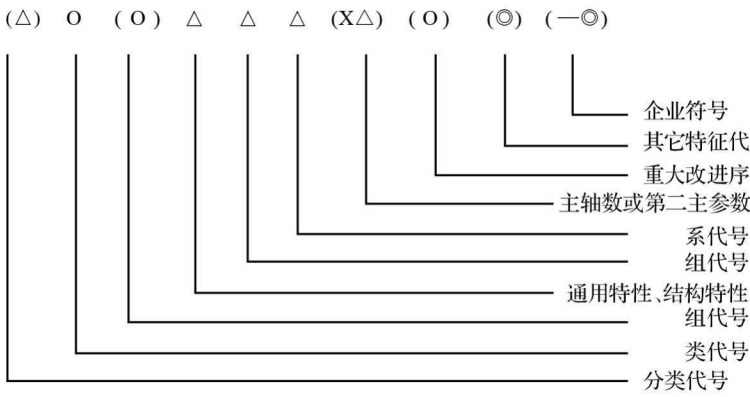 (△) O ( O ) △ △ △ (X△) ( O ) (◎) ( —◎)
企业符号
其它特征代
重大改进序
主轴数或第二主参数
系代号
组代号
通用特性、结构特性
组代号
类代号
分类代号